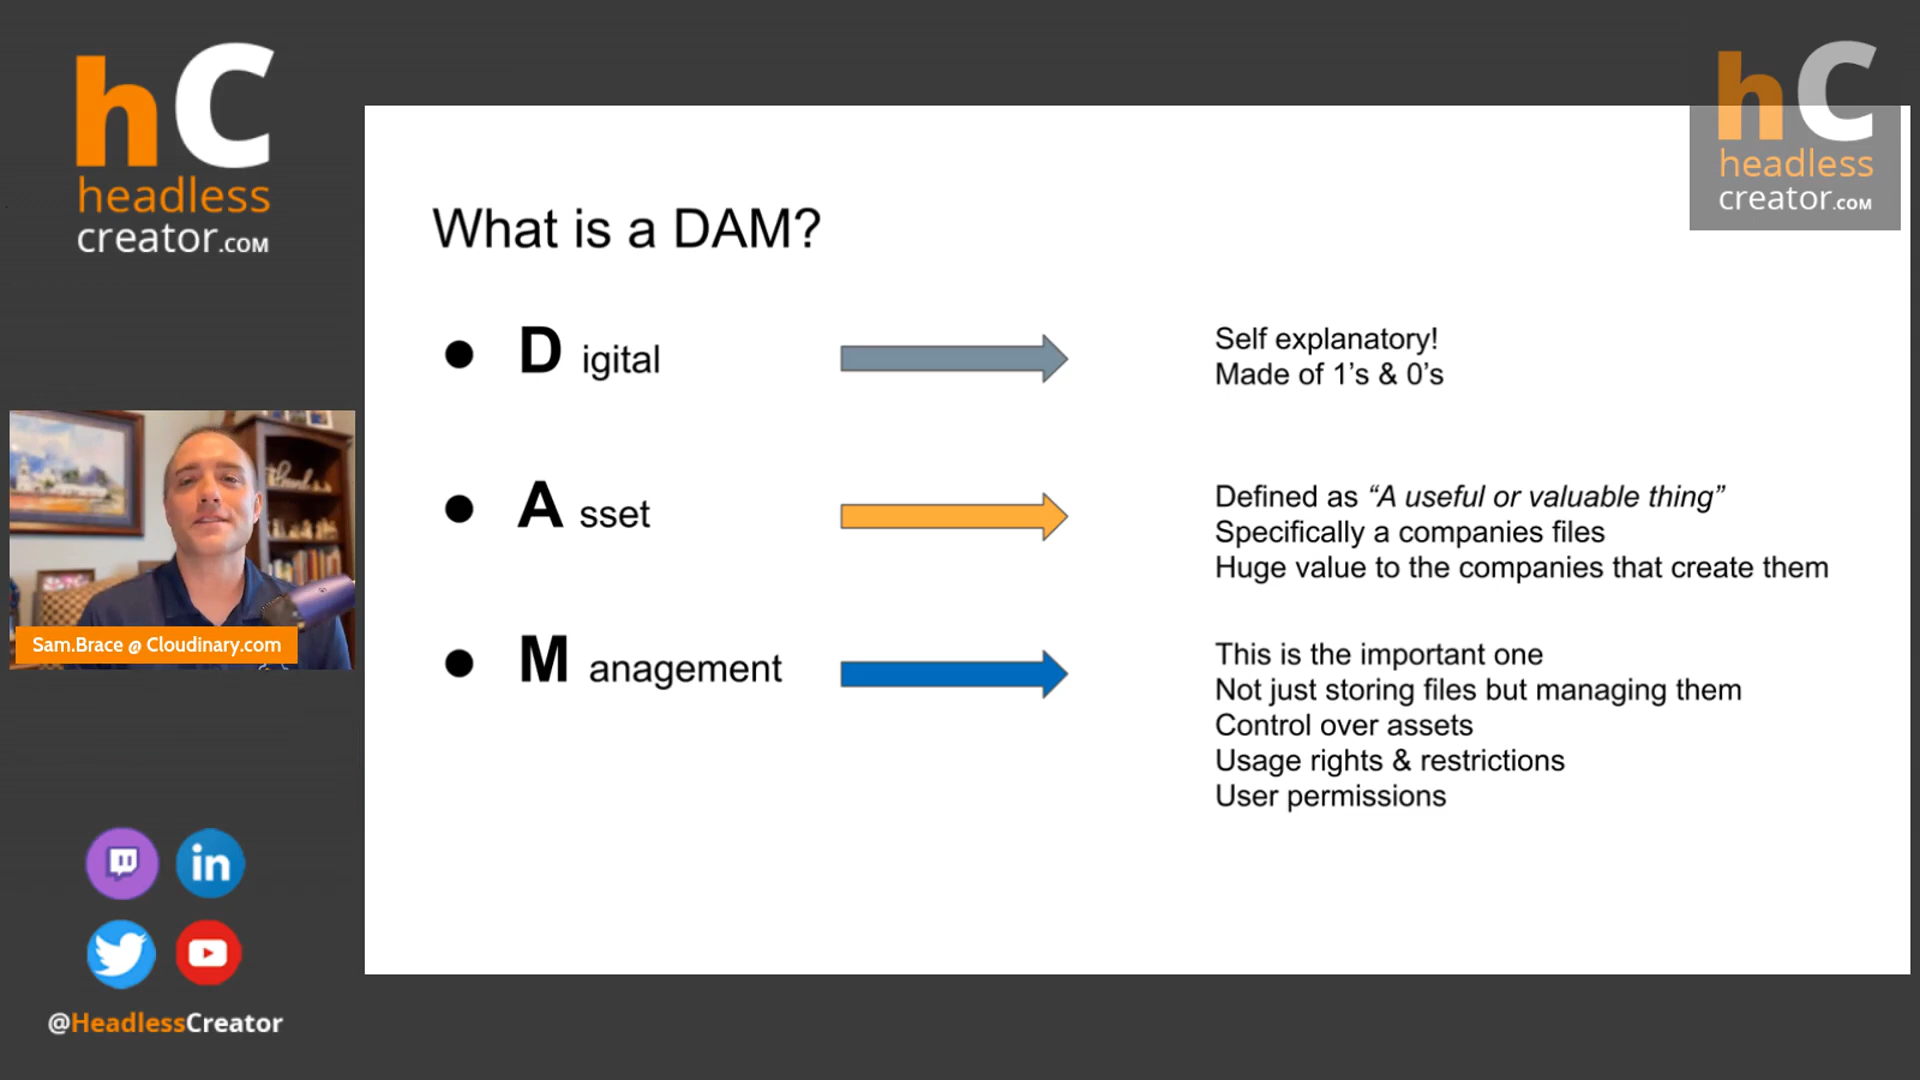 hC
headless
creator.COM
hC
headless
creator.COM
What is a DAM?
● D igital
Self explanatory!
Made of 1’s & 0’s
● A sset
Defined as “A useful or valuable thing”
Specifically a companies files
Huge value to the companies that create them
● M anagement
This is the important one
Not just storing files but managing them
Control over assets
Usage rights & restrictions
User permissions
Sam.Brace @ Cloudinary.com
in
@HeadlessCreator